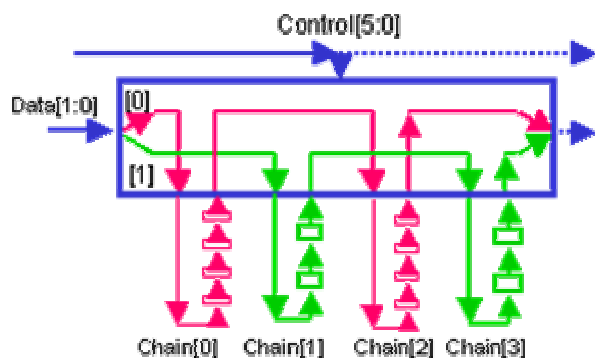 Control[5:0]
Data[1:0]
[0]
[1]
Chain[0]
Chain[1]
Chain[2]
Chain[3]